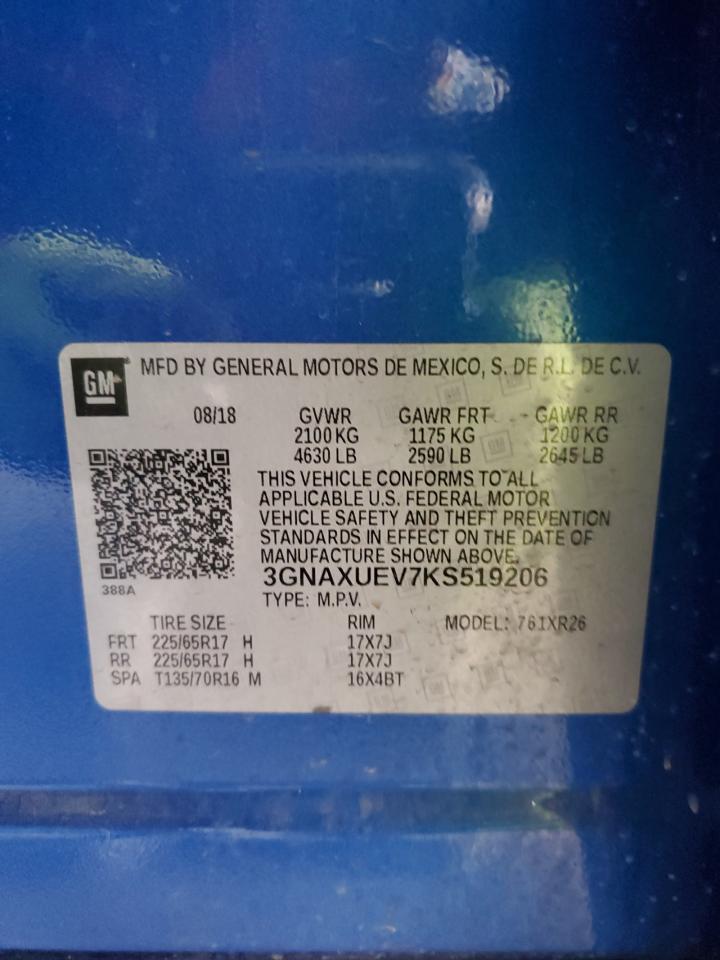 GM MFD BY GENERAL MOTORS DE MEXICO, S. DE R.L. DE C.V.
08/18 GVWR GAWR FRT GAWR RR
2100 KG 1175 KG 1200 KG
4630 LB 2590 LB 2645 LB
THIS VEHICLE CONFORMS TO ALL
APPLICABLE U.S. FEDERAL MOTOR
VEHICLE SAFETY AND THEFT PREVENTION
STANDARDS IN EFFECT ON THE DATE OF
MANUFACTURE SHOWN ABOVE.
3GNAXUEV7KS519206
388A
TYPE: M.P.V.
TIRE SIZE RIM MODEL: 761XR26
FRT 225/65R17 H 17X7J
RR 225/65R17 H 17X7J
SPA T135/70R16 M 16X4BT